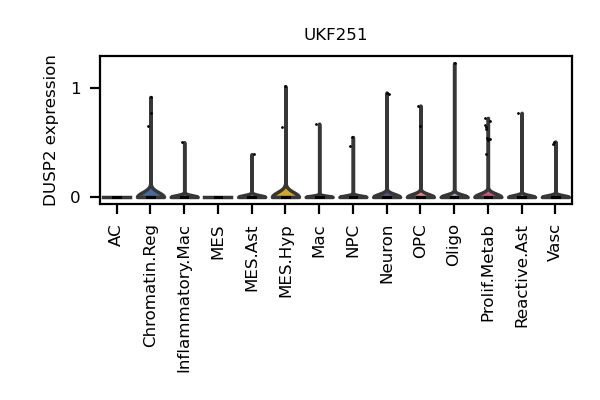 UKF251
DUSP2 expression
1
0
AC
Chromatin.Reg
Inflammatory.Mac
MES
MES.Ast
MES.Hyp
Mac
NPC
Neuron
OPC
Oligo
Prolif.Metab
Reactive.Ast
Vasc